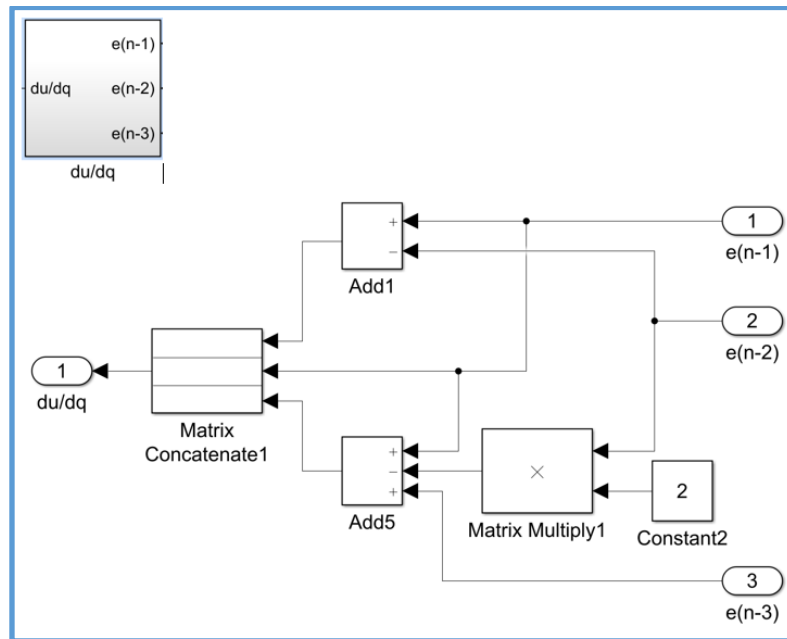 e(n-1)
du/dq
e(n-2)
e(n-3)
du/dq
+
−
Add1
1
e(n-1)
2
e(n-2)
1
du/dq
Matrix
Concatenate1
+
−
+
Add5
×
Matrix Multiply1
2
Constant2
3
e(n-3)